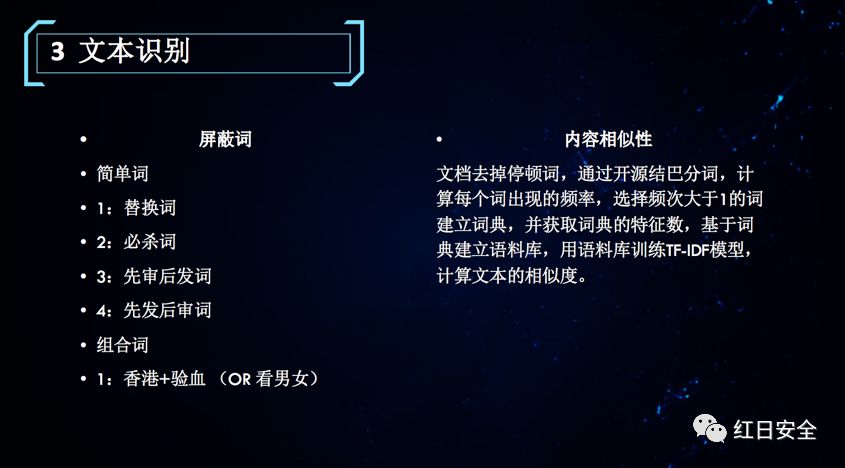 3 文本识别
屏蔽词
简单词
1：替换词
2：必杀词
3：先审后发词
4：先发后审词
组合词
1：香港+验血 （OR 看男女）
内容相似性
文档去掉停顿词，通过开源结巴分词，计
算每个词出现的频率，选择频次大于1的词
建立词典，并获取词典的特征数，基于词
典建立语料库，用语料库训练TF-IDF模型，
计算文本的相似度。
红日安全